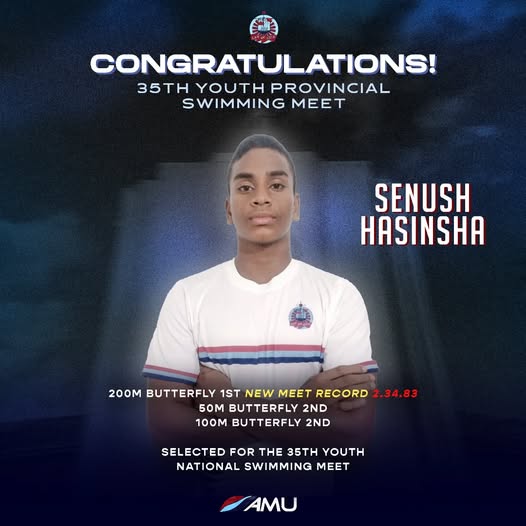 CONGRATULATIONS!
35TH YOUTH PROVINCIAL
SWIMMING MEET
SENUSH
HASINSHA
200M BUTTERFLY 1ST NEW MEET RECORD 2.34.83
50M BUTTERFLY 2ND
100M BUTTERFLY 2ND
SELECTED FOR THE 35TH YOUTH
NATIONAL SWIMMING MEET
AMU